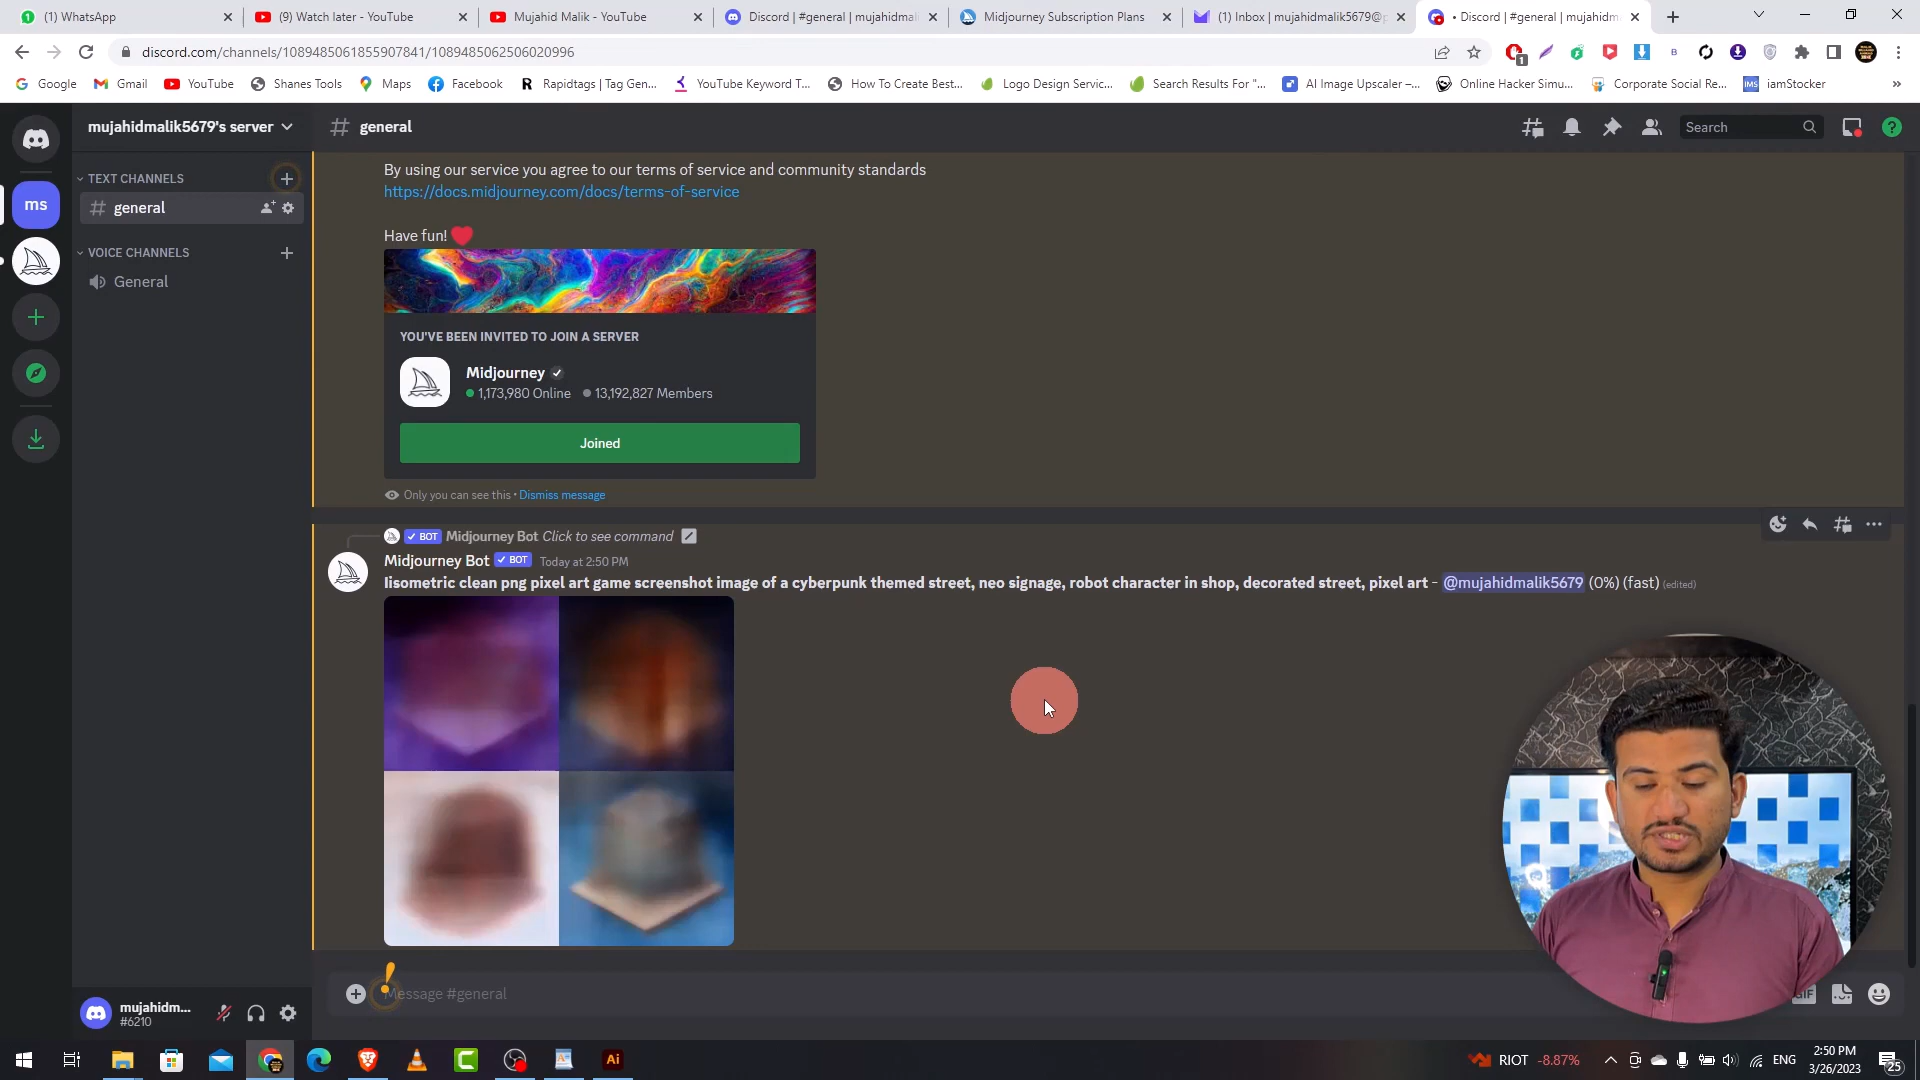 (1) WhatsApp
(9) Watch later - YouTube
Mujahid Malik - YouTube
Discord | #general | mujahidmali
Midjourney Subscription Plans
(1) Inbox | mujahidmalik5679@p
• Discord | #general | mujahidm
discord.com/channels/1089485061855907841/1089485062506020996
1
Google
Gmail
YouTube
Shanes Tools
Maps
Facebook
R Rapidtags | Tag Gen...
YouTube Keyword T...
How To Create Best...
Logo Design Servic...
Search Results For "...
AI Image Upscaler –...
Online Hacker Simu...
Corporate Social Re...
IMS iamStocker
»
mujahidmalik5679's server
# general
Search
TEXT CHANNELS
# general
ms
VOICE CHANNELS
General
By using our service you agree to our terms of service and community standards
https://docs.midjourney.com/docs/terms-of-service
Have fun!
YOU'VE BEEN INVITED TO JOIN A SERVER
Midjourney
1,173,980 Online 13,192,827 Members
Joined
Only you can see this • Dismiss message
BOT Midjourney Bot Click to see command
Midjourney Bot BOT Today at 2:50 PM
Iisometric clean png pixel art game screenshot image of a cyberpunk themed street, neo signage, robot character in shop, decorated street, pixel art - @mujahidmalik5679 (0%) (fast) (edited)
Message #general
GIF
mujahidm...
#6210
Ai
RIOT -8.87%
ENG
2:50 PM
3/26/2023
25